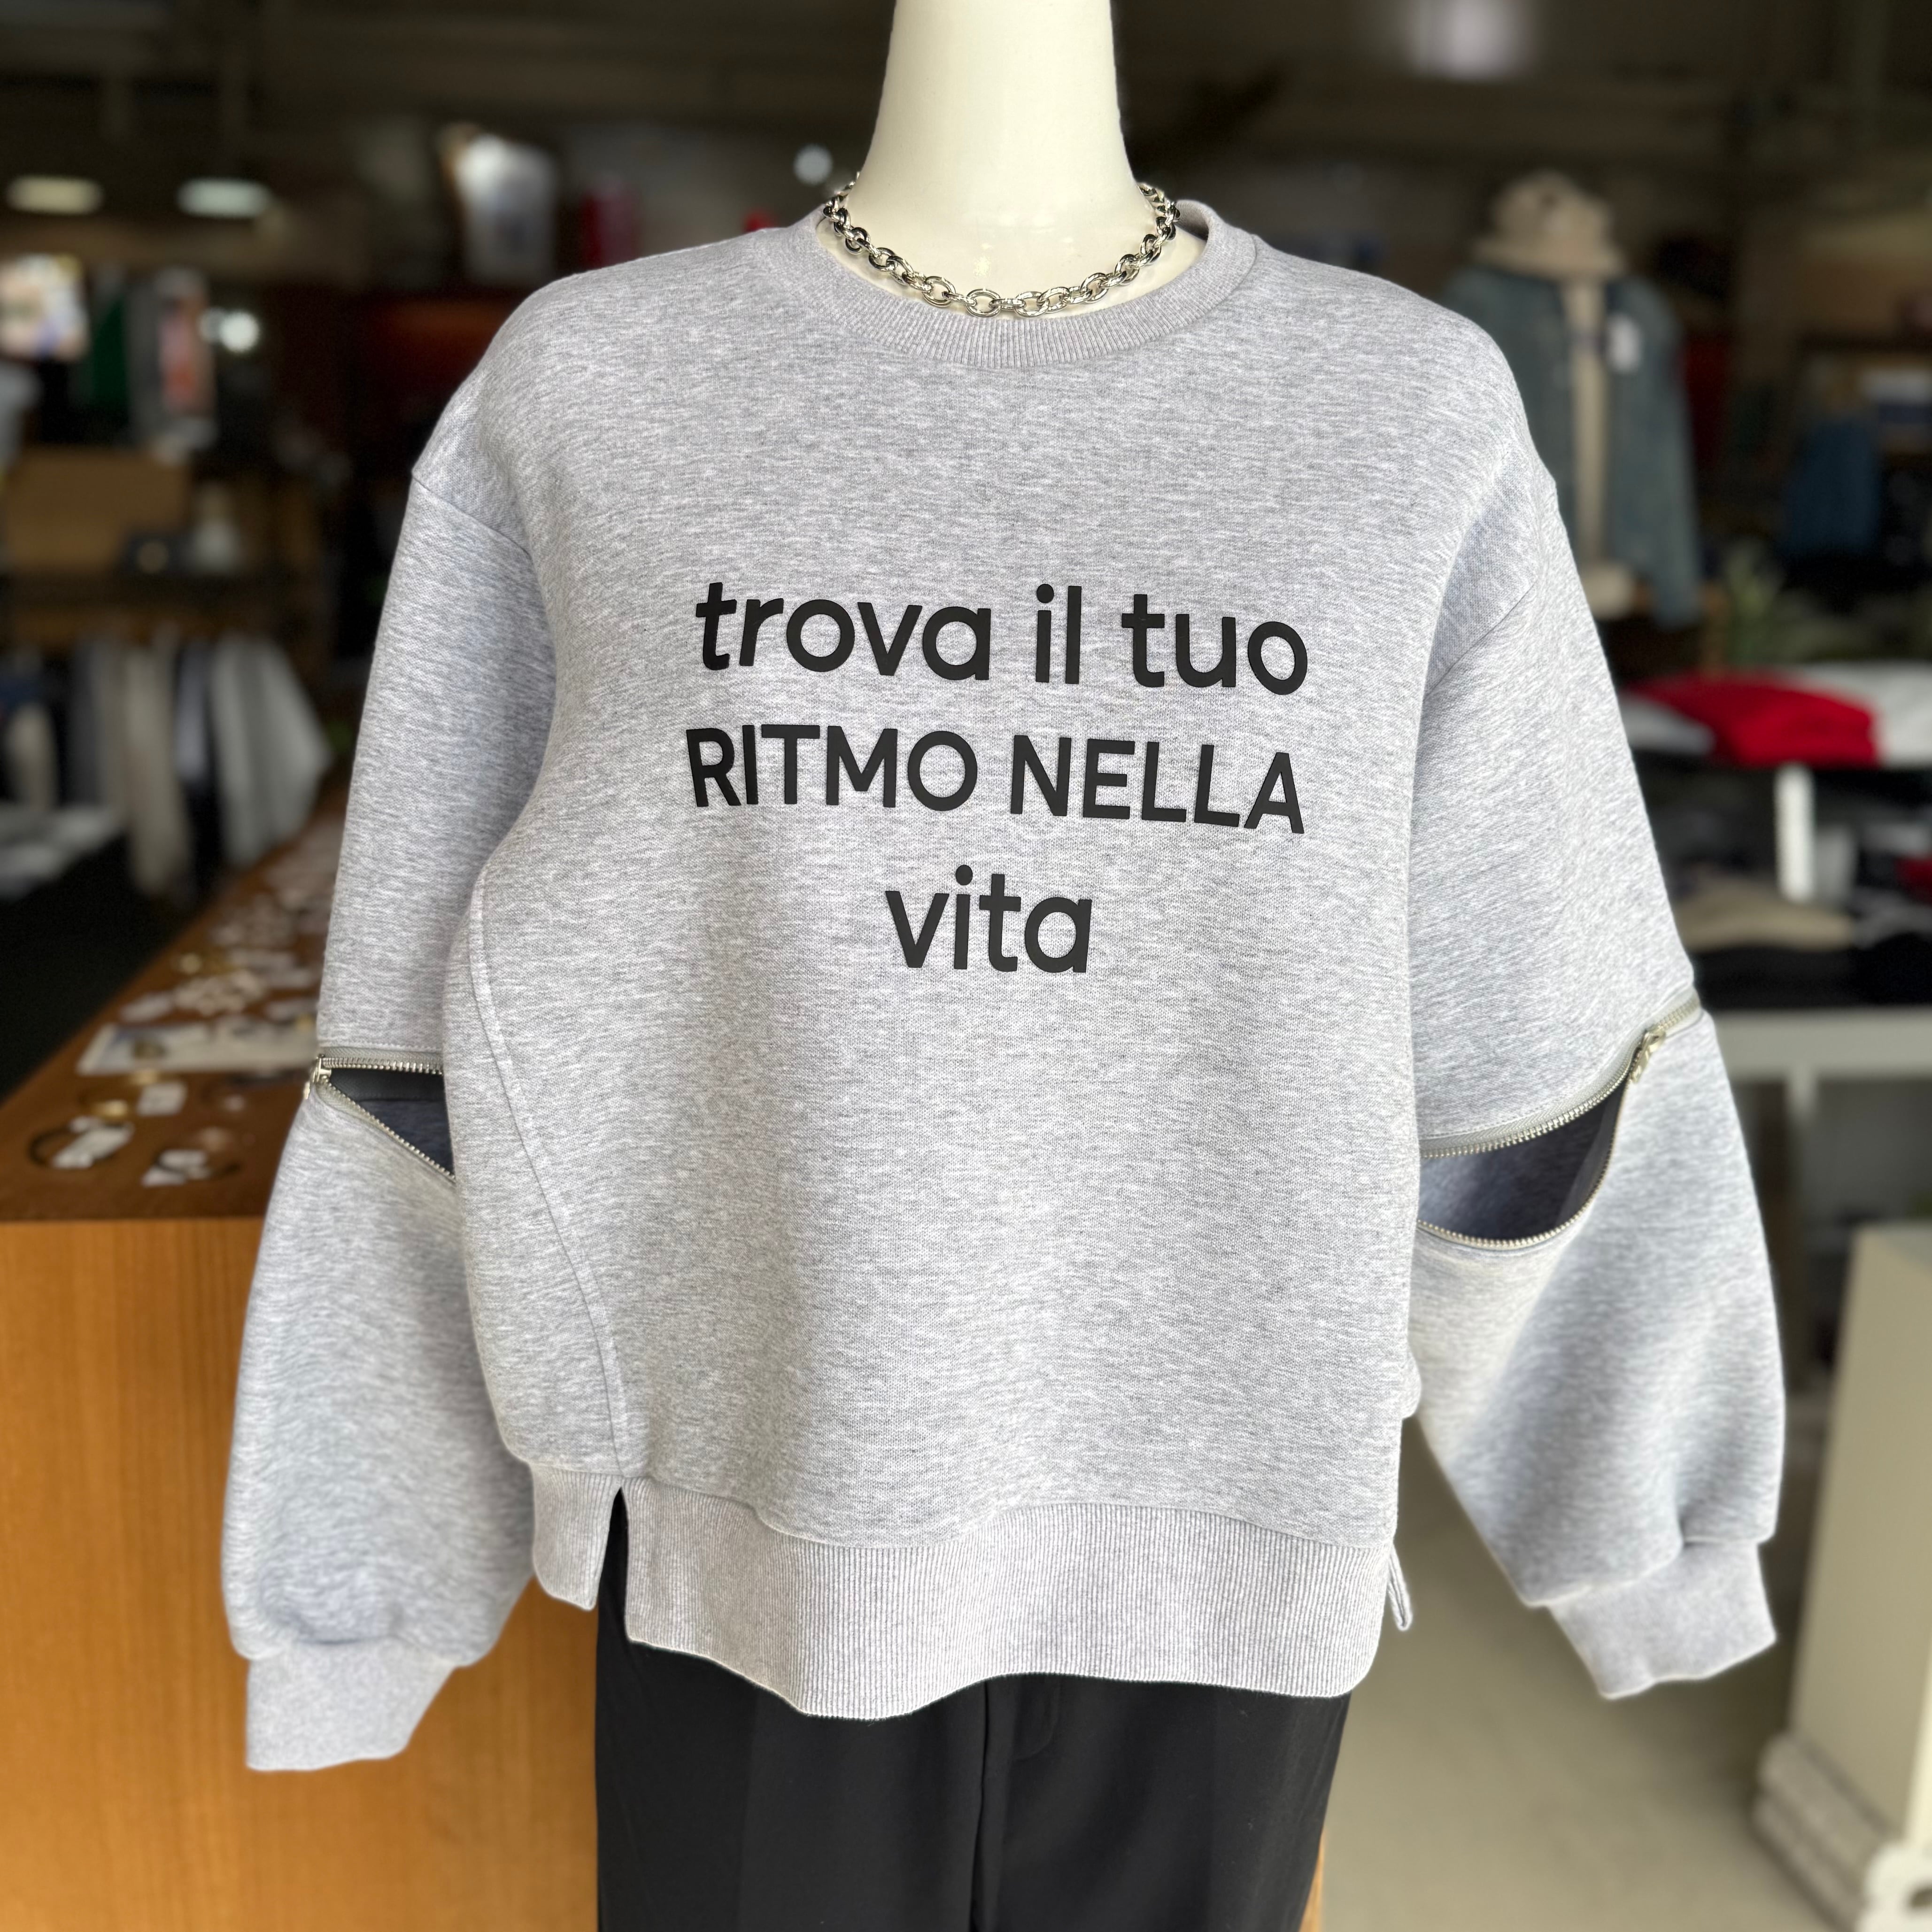 trova il tuo
RITMO NELLA
vita